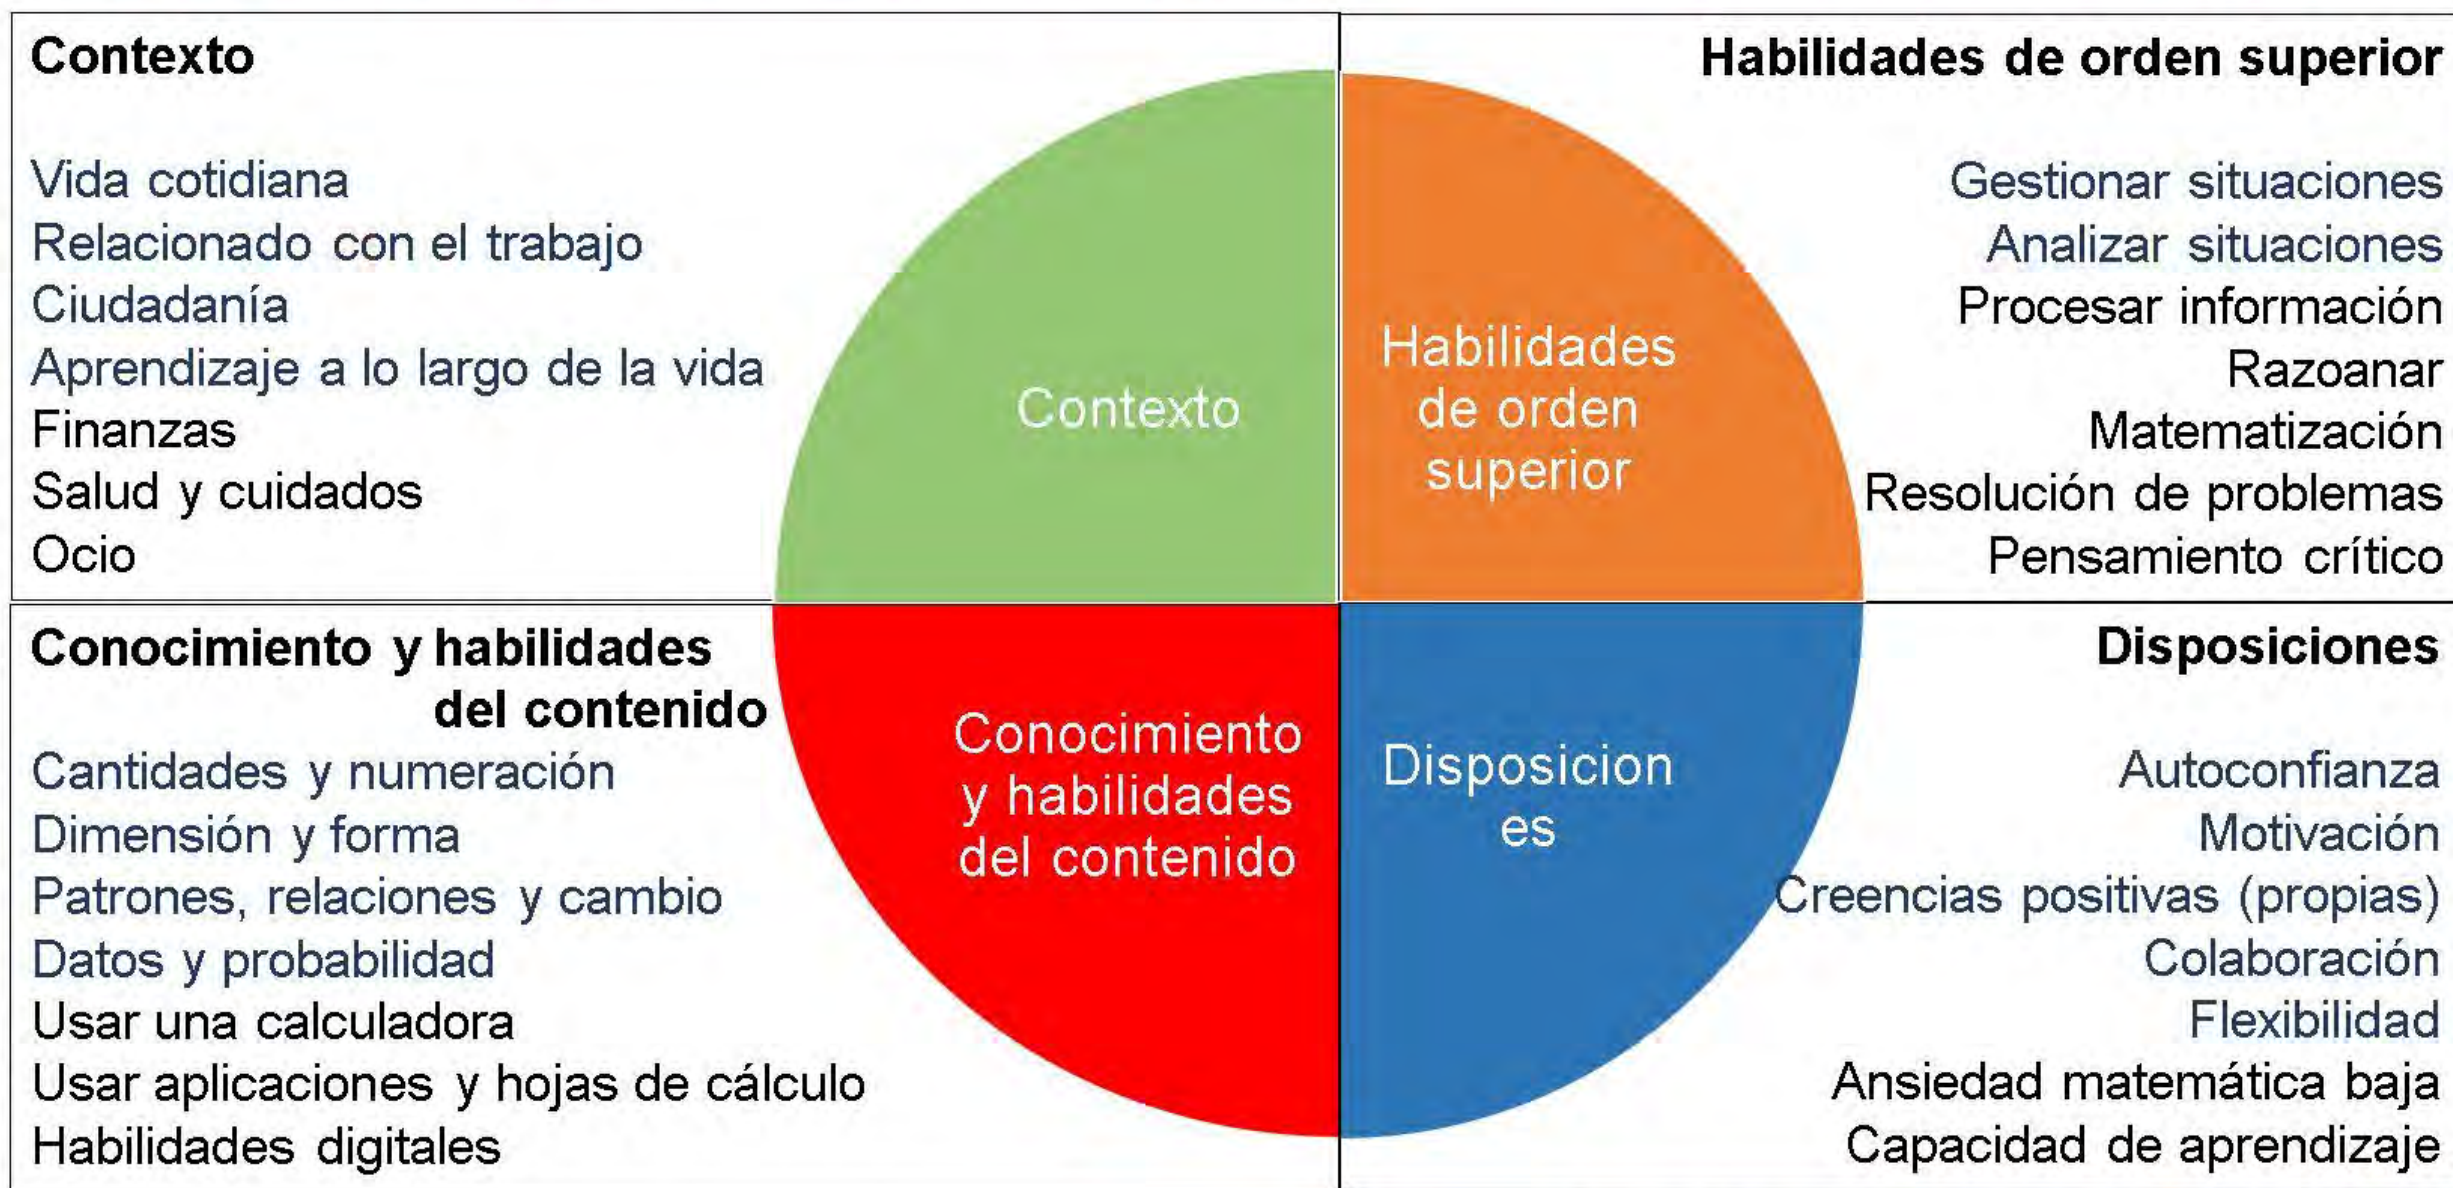 Contexto
Vida cotidiana
Relacionado con el trabajo
Ciudadanía
Aprendizaje a lo largo de la vida
Finanzas
Salud y cuidados
Ocio
Contexto
Habilidades de orden superior
Gestionar situaciones
Analizar situaciones
Procesar información
Razoanar
Matematización
Resolución de problemas
Pensamiento crítico
Habilidades
de orden
superior
Conocimiento y habilidades
del contenido
Cantidades y numeración
Dimensión y forma
Patrones, relaciones y cambio
Datos y probabilidad
Usar una calculadora
Usar aplicaciones y hojas de cálculo
Habilidades digitales
Conocimiento
y habilidades
del contenido
Disposicion
es
Disposiciones
Autoconfianza
Motivación
Creencias positivas (propias)
Colaboración
Flexibilidad
Ansiedad matemática baja
Capacidad de aprendizaje